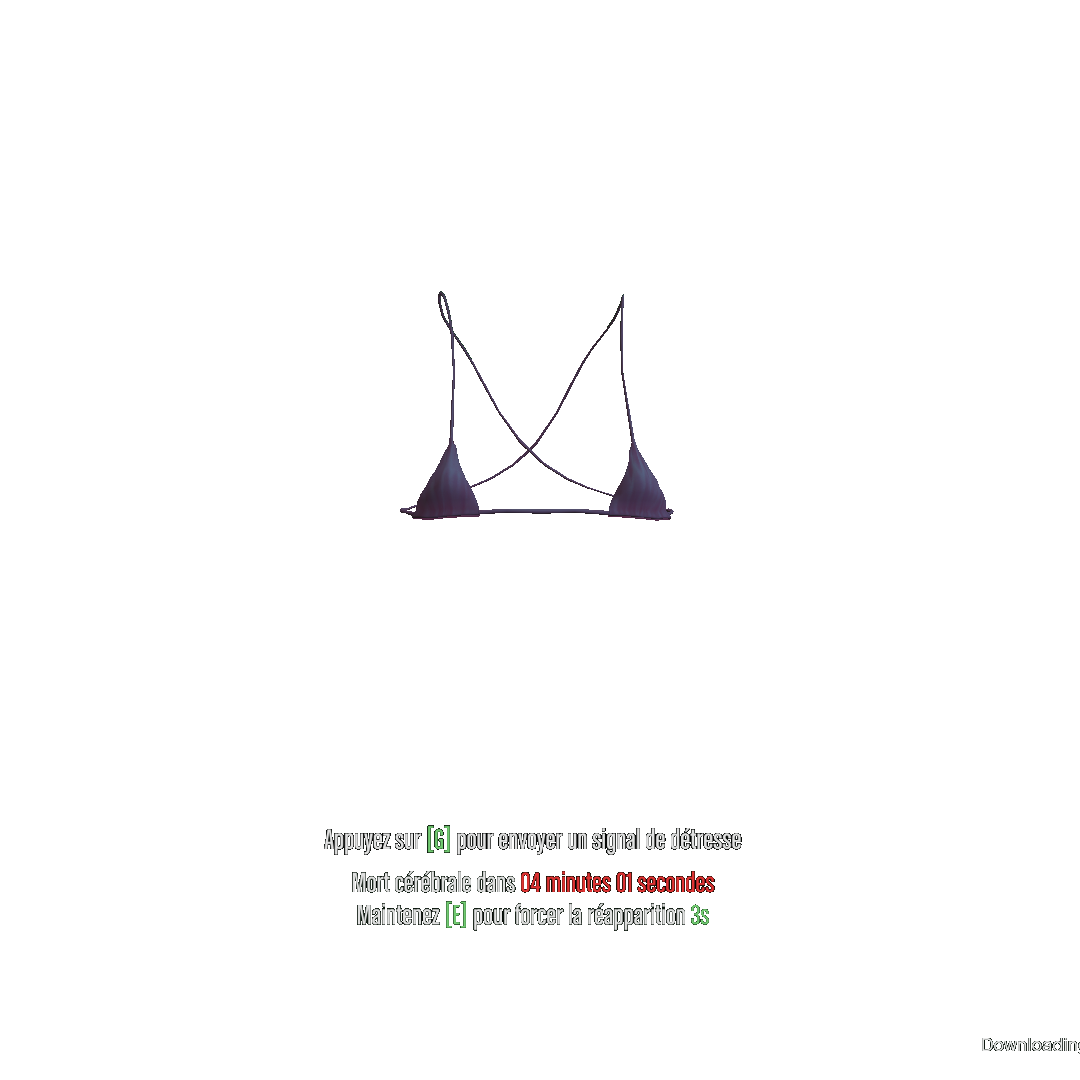 Appuyez sur [G] pour envoyer un signal de détresse
Mort cérébrale dans 04 minutes 01 secondes
Maintenez [E] pour forcer la réapparition 3s
Downloading